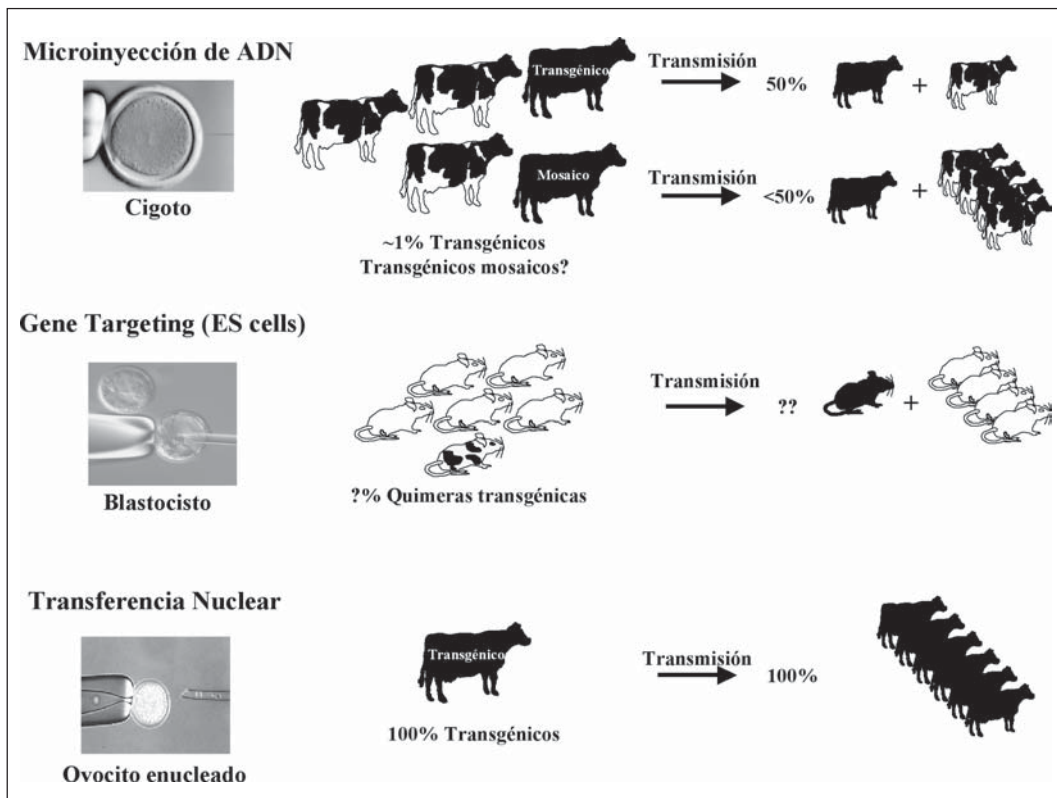 Microinyección de ADN
Cigoto
Transgénico
Mosaico
~1% Transgénicos
Transgénicos mosaicos?
Transmisión
50%
+
Transmisión
<50%
+
Gene Targeting (ES cells)
Blastocisto
?% Quimeras transgénicas
Transmisión
??
+
Transferencia Nuclear
Ovocito enucleado
Transgénico
100% Transgénicos
Transmisión
100%